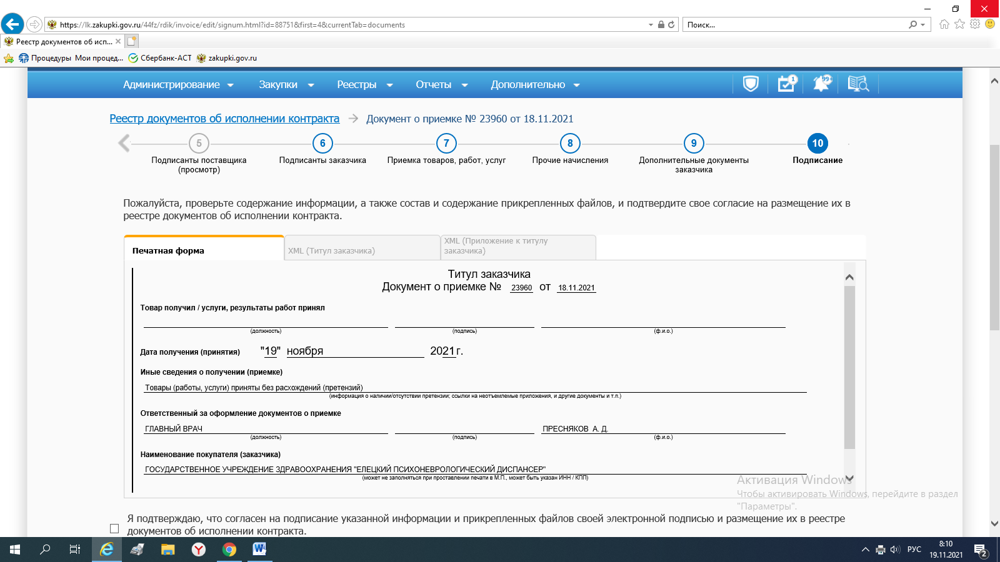 https://lk.zakupki.gov.ru/44fz/rdik/invoice/edit/signum.html?id=88751&first=4&currentTab=documents
Поиск...
Реестр документов об исп...
Процедуры Мои процед... Сбербанк-АСТ zakupki.gov.ru
Администрирование Закупки Реестры Отчеты Дополнительно 1 99+
Реестр документов об исполнении контракта Документ о приемке № 23960 от 18.11.2021
5 6 7 8 9 10
Подписанты поставщика (просмотр)
Подписанты заказчика
Приемка товаров, работ, услуг
Прочие начисления
Дополнительные документы заказчика
Подписание
Пожалуйста, проверьте содержание информации, а также состав и содержание прикрепленных файлов, и подтвердите свое согласие на размещение их в
реестре документов об исполнении контракта.
Печатная форма
XML (Титул заказчика)
XML (Приложение к титулу
заказчика)
Титул заказчика
Документ о приемке № 23960 от 18.11.2021
Товар получил / услуги, результаты работ принял
(должность) (подпись) (ф.и.о.)
Дата получения (принятия) "19" ноября 2021 г.
Иные сведения о получении (приемке)
Товары (работы, услуги) приняты без расхождений (претензий)
(информация о наличии/отсутствии претензии; ссылки на неотъемлемые приложения, и другие документы и т.п.)
Ответственный за оформление документов о приемке
ГЛАВНЫЙ ВРАЧ ПРЕСНЯКОВ А. Д.
(должность) (подпись) (ф.и.о.)
Наименование покупателя (заказчика)
ГОСУДАРСТВЕННОЕ УЧРЕЖДЕНИЕ ЗДРАВООХРАНЕНИЯ "ЕЛЕЦКИЙ ПСИХОНЕВРОЛОГИЧЕСКИЙ ДИСПАНСЕР"
(может не заполняться при проставлении печати в М.П., может быть указан ИНН / КПП)
Активация Windows
Чтобы активировать Windows, перейдите в раздел
"Параметры".
Я подтверждаю, что согласен на подписание указанной информации и прикрепленных файлов своей электронной подписью и размещение их в реестре
документов об исполнении контракта.
РУС
8:10
19.11.2021
2